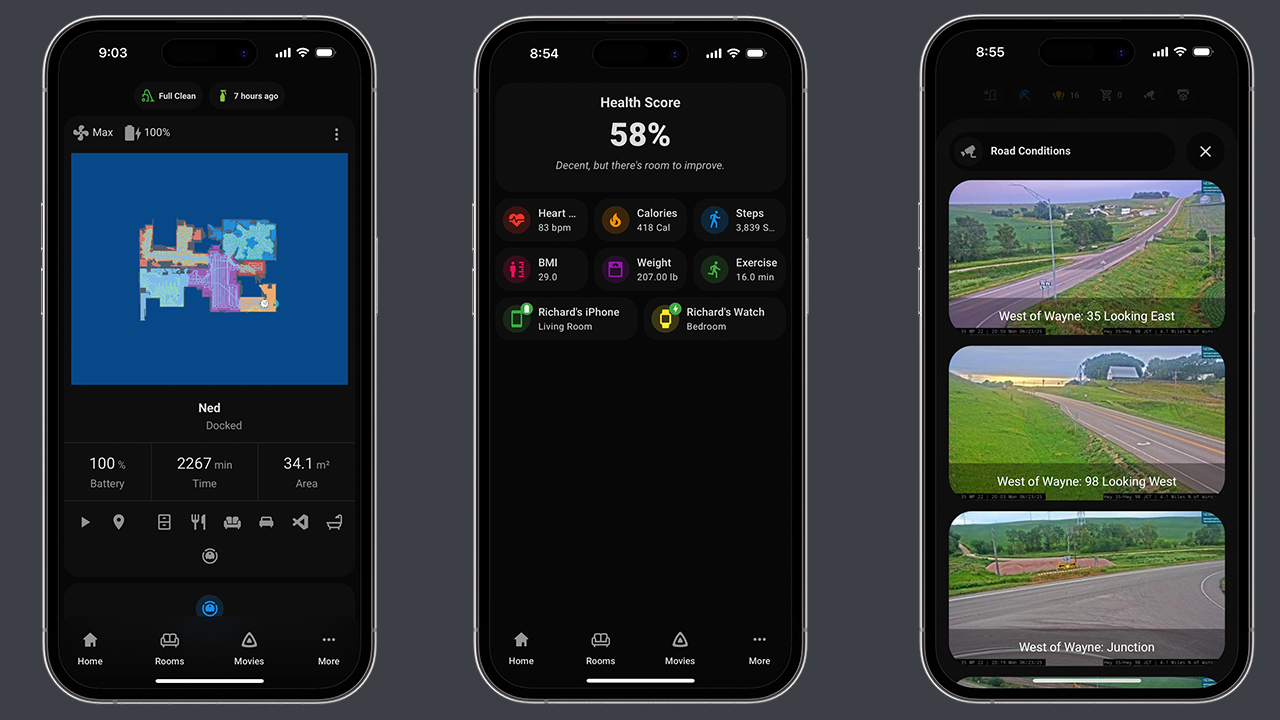 9:03
Full Clean
7 hours ago
Max
100%
Ned
Docked
100 %
2267 min
34.1 m²
Battery
Time
Area
Home
Rooms
Movies
More
8:54
Health Score
58%
Decent, but there's room to improve.
Heart ...
83 bpm
Calories
418 Cal
Steps
3,839 S...
BMI
29.0
Weight
207.00 lb
Exercise
16.0 min
Richard's iPhone
Living Room
Richard's Watch
Bedroom
Home
Rooms
Movies
More
8:55
16
0
Road Conditions
West of Wayne: 35 Looking East
West of Wayne: 98 Looking West
West of Wayne: Junction